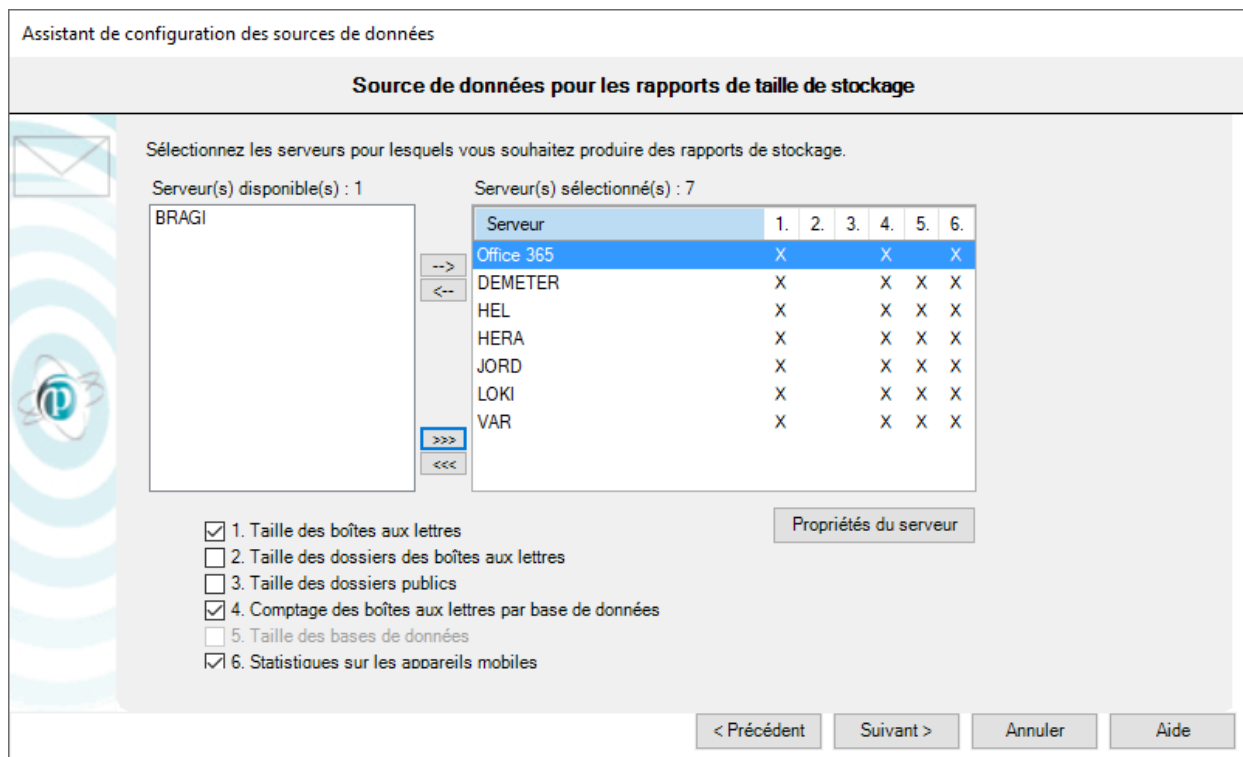 Assistant de configuration des sources de données
Source de données pour les rapports de taille de stockage
Sélectionnez les serveurs pour lesquels vous souhaitez produire des rapports de stockage.
Serveur(s) disponible(s) : 1
BRAGI
-->
<--
>>>
<<<
Serveur(s) sélectionné(s) : 7
Serveur 1. 2. 3. 4. 5. 6.
Office 365 X X X
DEMETER X X X X
HEL X X X X
HERA X X X X
JORD X X X X
LOKI X X X X
VAR X X X X
1. Taille des boîtes aux lettres
2. Taille des dossiers des boîtes aux lettres
3. Taille des dossiers publics
4. Comptage des boîtes aux lettres par base de données
5. Taille des bases de données
6. Statistiques sur les appareils mobiles
Propriétés du serveur
< Précédent
Suivant >
Annuler
Aide